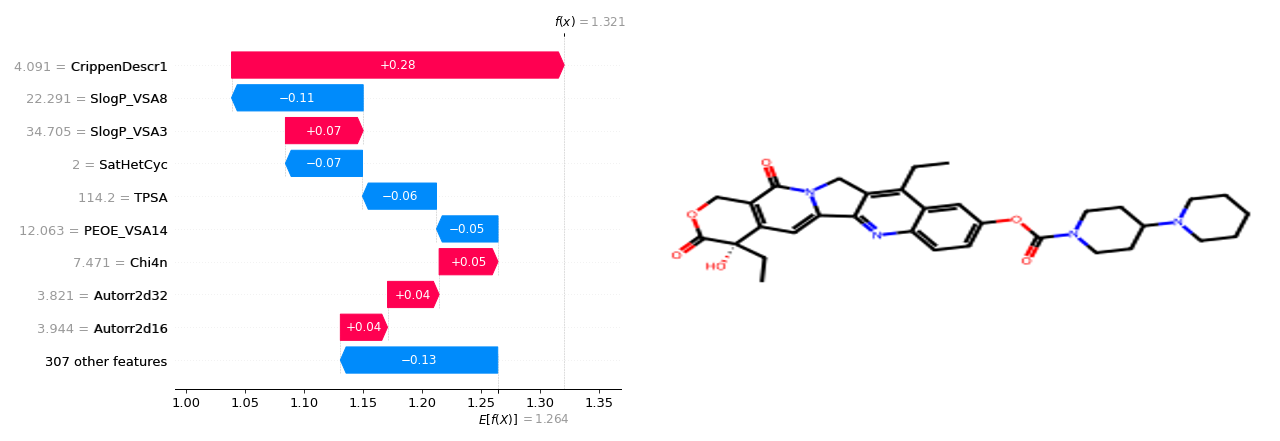 f(x) = 1.321
4.091 = CrippenDescr1
+0.28
22.291 = SlogP_VSA8
−0.11
34.705 = SlogP_VSA3
+0.07
2 = SatHetCyc
−0.07
114.2 = TPSA
−0.06
12.063 = PEOE_VSA14
−0.05
7.471 = Chi4n
+0.05
3.821 = Autorr2d32
+0.04
3.944 = Autorr2d16
+0.04
307 other features
−0.13
1.00 1.05 1.10 1.15 1.20 1.25 1.30 1.35
E[f(X)] = 1.264
O
O
O
HO
O
N
N
O
O
N
N